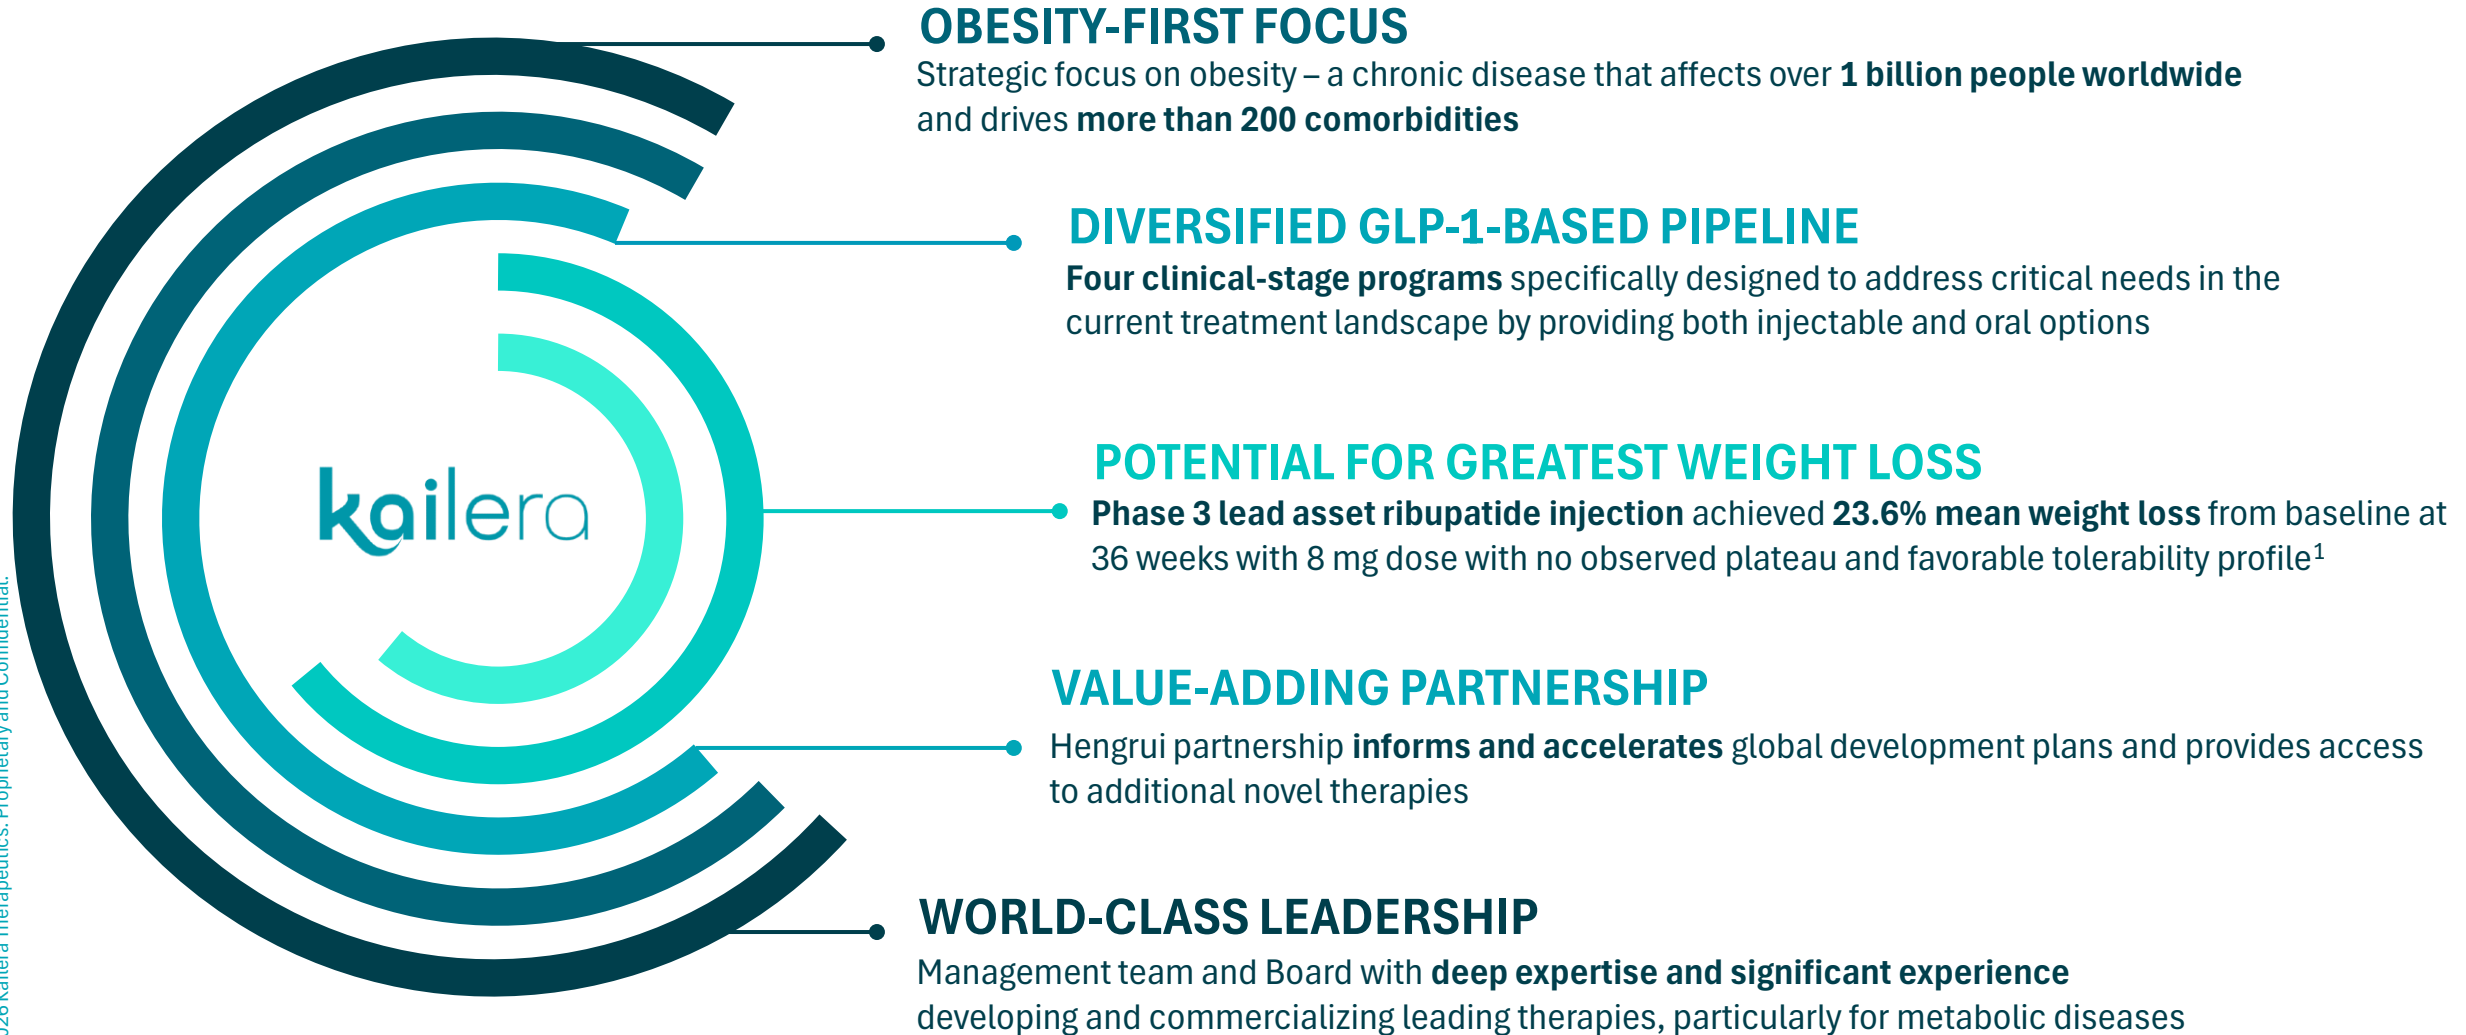 OBESITY-FIRST FOCUS
Strategic focus on obesity – a chronic disease that affects over 1 billion people worldwide
and drives more than 200 comorbidities
DIVERSIFIED GLP-1-BASED PIPELINE
Four clinical-stage programs specifically designed to address critical needs in the
current treatment landscape by providing both injectable and oral options
kailera
POTENTIAL FOR GREATEST WEIGHT LOSS
Phase 3 lead asset ribupatide injection achieved 23.6% mean weight loss from baseline at
36 weeks with 8 mg dose with no observed plateau and favorable tolerability profile¹
VALUE-ADDING PARTNERSHIP
Hengrui partnership informs and accelerates global development plans and provides access
to additional novel therapies
WORLD-CLASS LEADERSHIP
Management team and Board with deep expertise and significant experience
developing and commercializing leading therapies, particularly for metabolic diseases
Kailera Therapeutics. Proprietary and Confidential.